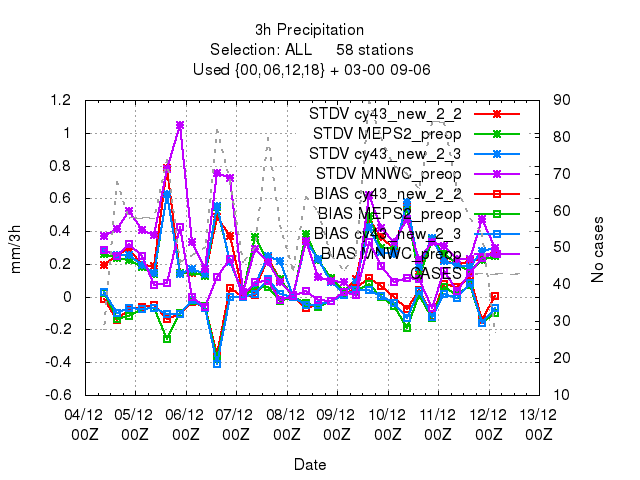 3h Precipitation
Selection: ALL 58 stations
Used {00,06,12,18} + 03-00 09-06
1.2
1
0.8
0.6
0.4
0.2
0
-0.2
-0.4
-0.6
90
80
70
60
50
40
30
20
10
mm/3h
No cases
STDV cy43_new_2_2
STDV MEPS2_preop
STDV cy43_new_2_3
STDV MNWC_preop
BIAS cy43_new_2_2
BIAS MEPS2_preop
BIAS cy43_new_2_3
BIAS MNWC_preop
CASES
04/12 05/12 06/12 07/12 08/12 09/12 10/12 11/12 12/12 13/12
00Z 00Z 00Z 00Z 00Z 00Z 00Z 00Z 00Z 00Z
Date